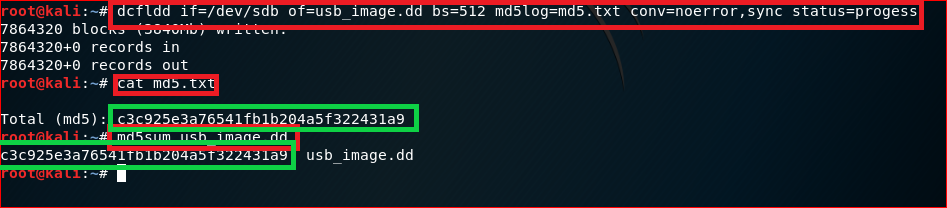 root@kali:~# dcfldd if=/dev/sdb of=usb_image.dd bs=512 md5log=md5.txt conv=noerror,sync status=progess
7864320 blocks (3840Mb) written.
7864320+0 records in
7864320+0 records out
root@kali:~# cat md5.txt
Total (md5): c3c925e3a76541fb1b204a5f322431a9
root@kali:~# md5sum usb_image.dd
c3c925e3a76541fb1b204a5f322431a9  usb_image.dd
root@kali:~#